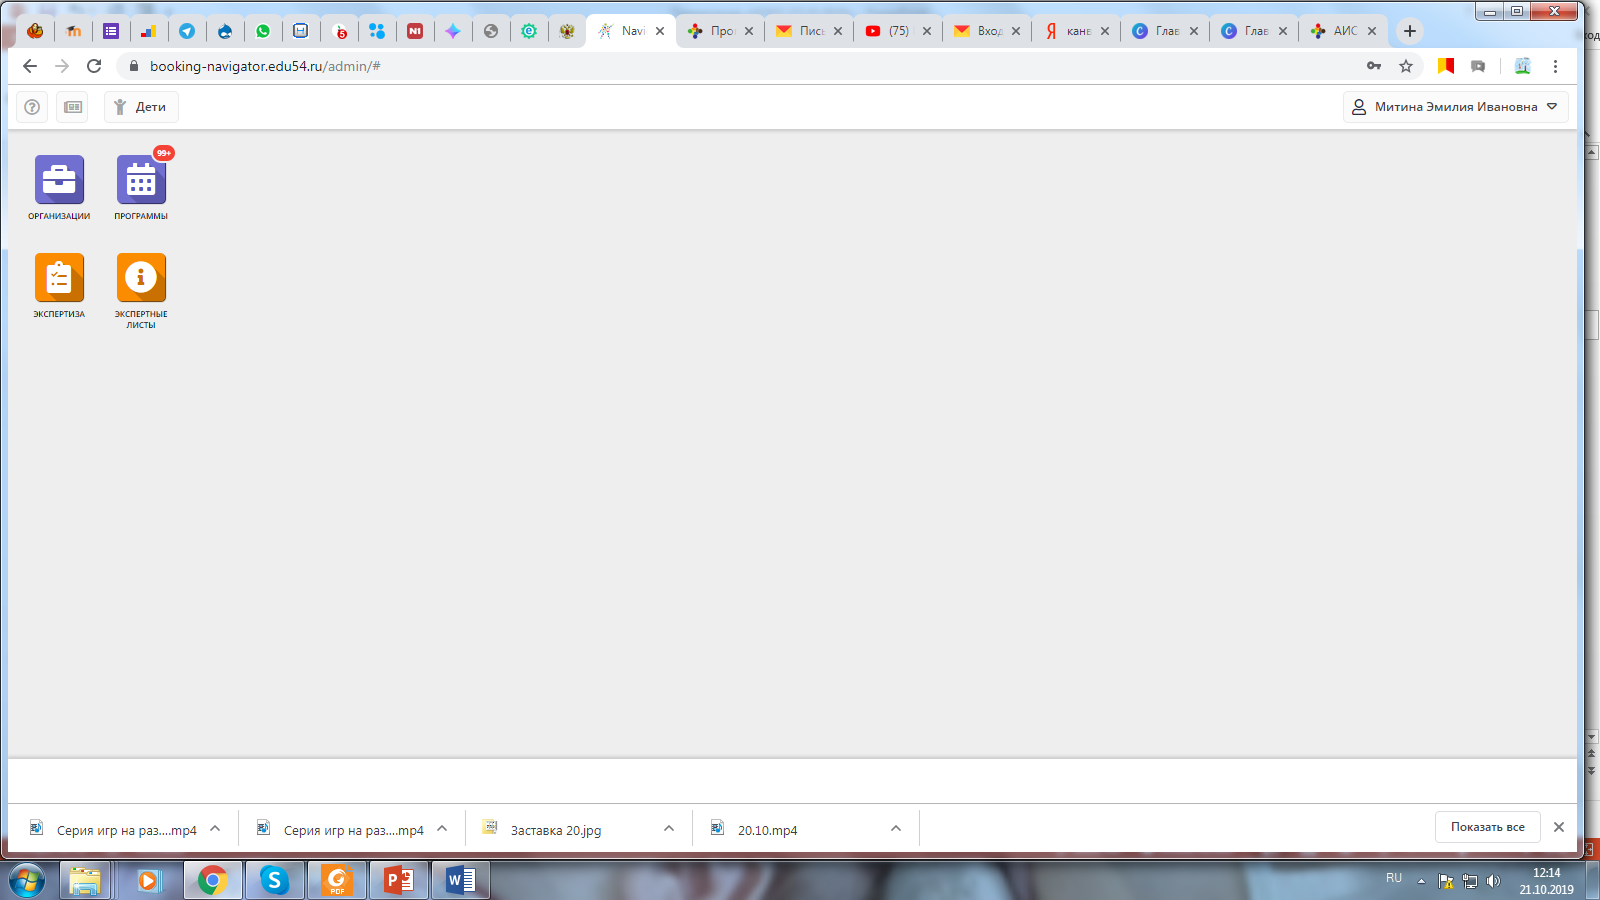 Navi
Про
Пись
(75)
Вход
канв
Глав
Глав
АИС
booking-navigator.edu54.ru/admin/#
Дети
Митина Эмилия Ивановна
99+
ОРГАНИЗАЦИИ
ПРОГРАММЫ
ЭКСПЕРТИЗА
ЭКСПЕРТНЫЕ
ЛИСТЫ
Серия игр на раз....mp4
Серия игр на раз....mp4
Заставка 20.jpg
20.10.mp4
Показать все
RU
12:14
21.10.2019